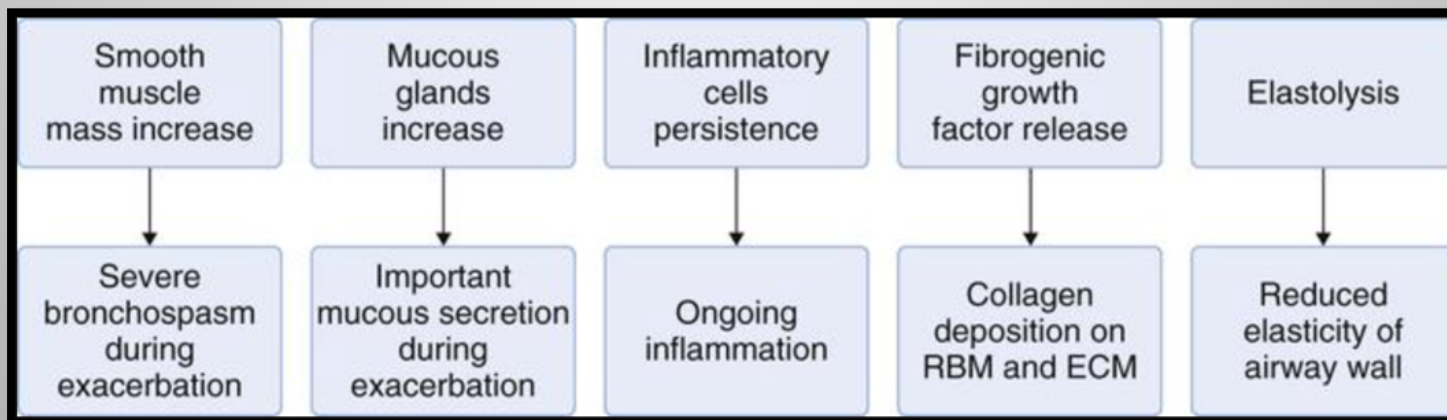 Smooth
muscle
mass increase
Mucous
glands
increase
Inflammatory
cells
persistence
Fibrogenic
growth
factor release
Elastolysis
Severe
bronchospasm
during
exacerbation
Important
mucous secretion
during
exacerbation
Ongoing
inflammation
Collagen
deposition on
RBM and ECM
Reduced
elasticity of
airway wall